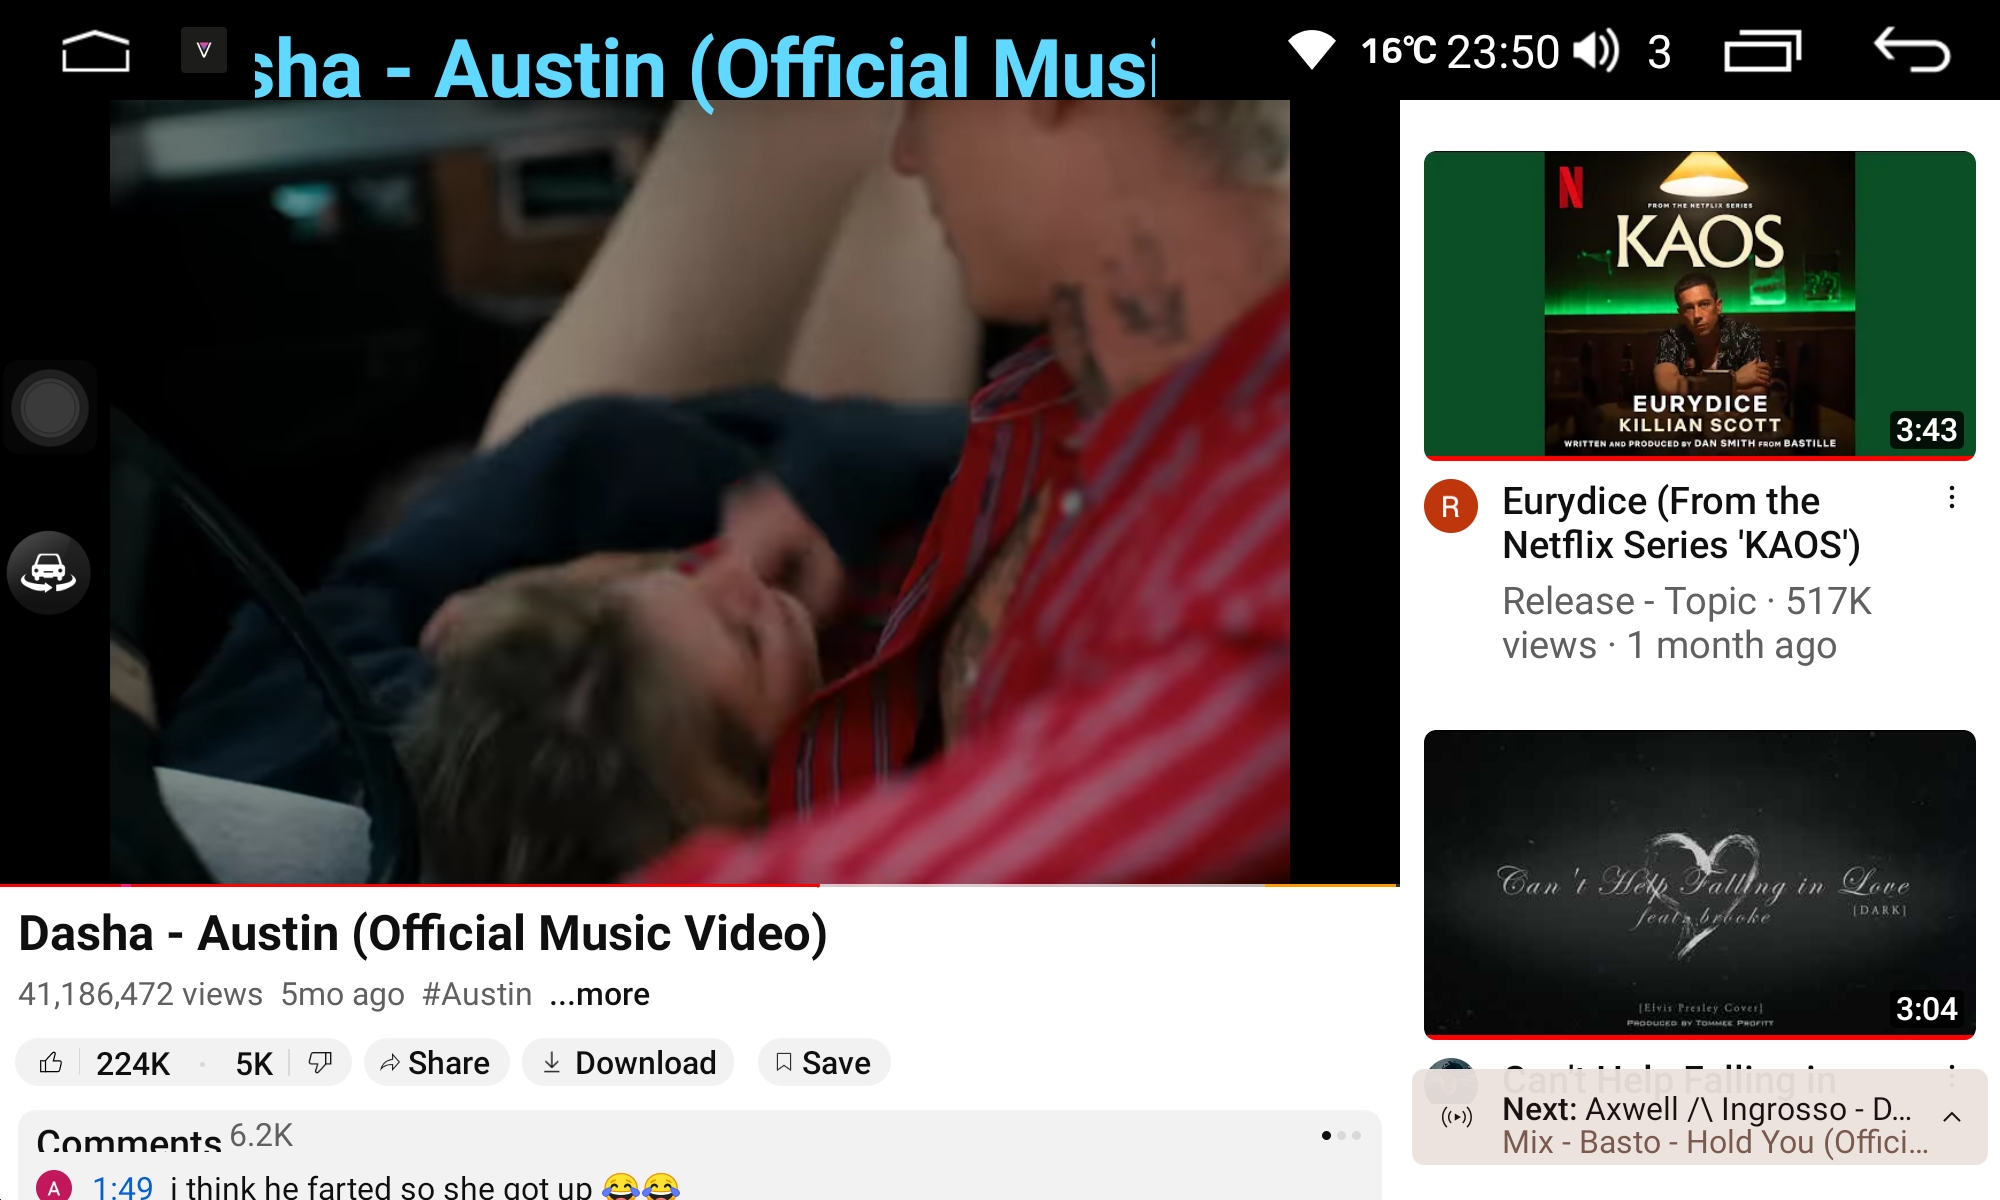 sha - Austin (Official Musi
16°C 23:50 3
N
FROM THE NETFLIX SERIES
KAOS
EURYDICE
KILLIAN SCOTT
WRITTEN AND PRODUCED BY DAN SMITH FROM BASTILLE
3:43
R
Eurydice (From the
Netflix Series 'KAOS')
Release - Topic · 517K
views · 1 month ago
Can't Help Falling in Love
[DARK]
feat. brooke
[Elvis Presley Cover]
PRODUCED BY TOMMEE PROFITT
3:04
Can't Help Falling in
Next: Axwell /\ Ingrosso - D...
Mix - Basto - Hold You (Offici...
Dasha - Austin (Official Music Video)
41,186,472 views 5mo ago #Austin ...more
224K · 5K Share Download Save
Comments 6.2K
A 1:49 i think he farted so she got up 😂😂